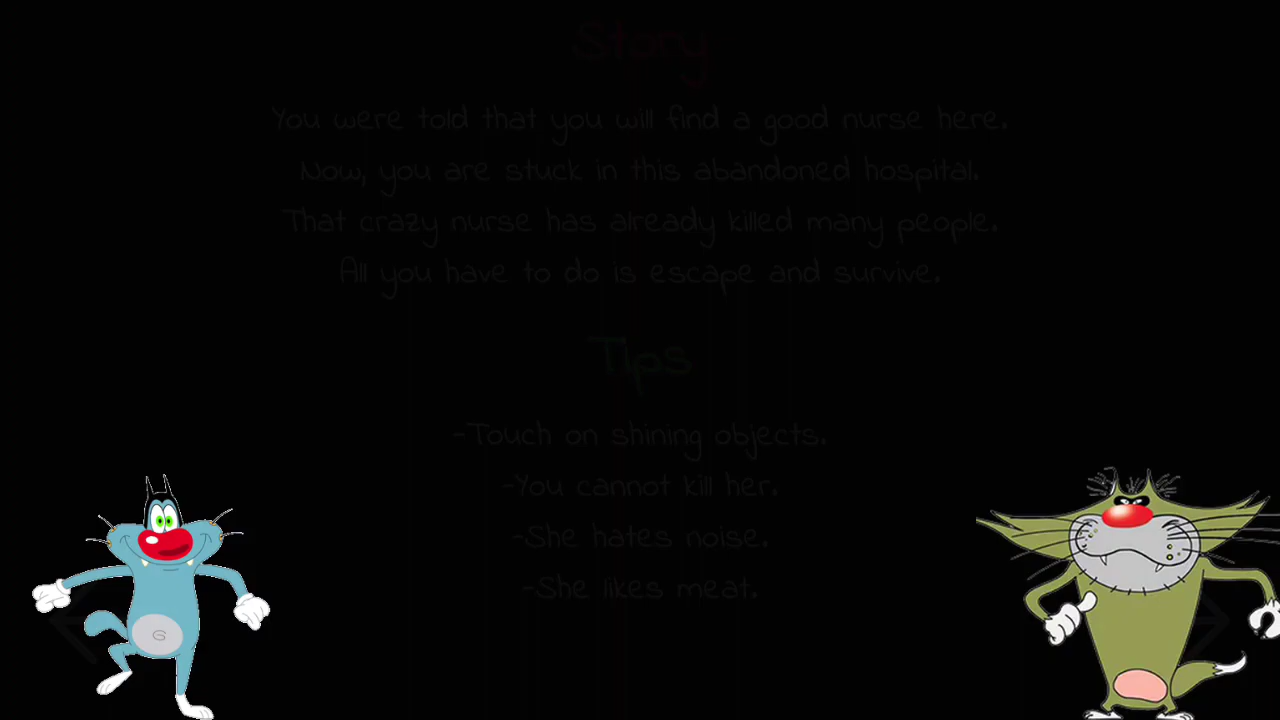 Story
You were told that you will find a good nurse here.
Now, you are stuck in this abandoned hospital.
That crazy nurse has already killed many people.
All you have to do is escape and survive.
Tips
-Touch on shining objects.
-You cannot kill her.
-She hates noise.
-She likes meat.